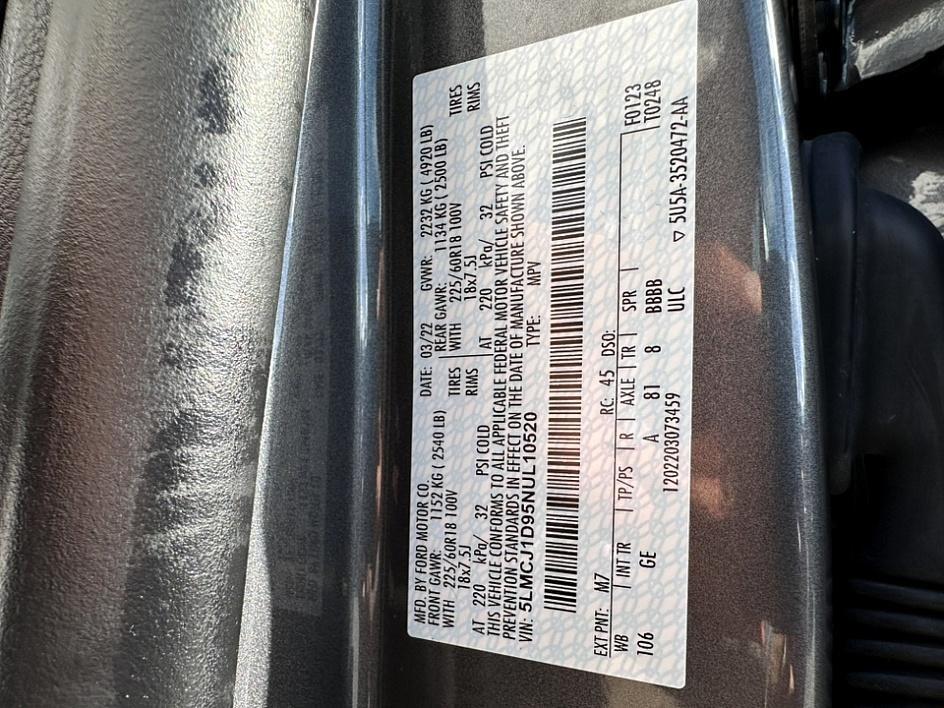 MFD. BY FORD MOTOR CO.
DATE: 03/22 GVWR: 2232 KG ( 4920 LB)
FRONT GAWR: 1152 KG ( 2540 LB) REAR GAWR: 1134 KG ( 2500 LB)
WITH 225/60R18 100V TIRES WITH 225/60R18 100V TIRES
18x7.5J RIMS 18x7.5J RIMS
AT 220 kPa/ 32 PSI COLD AT 220 kPa/ 32 PSI COLD
THIS VEHICLE CONFORMS TO ALL APPLICABLE FEDERAL MOTOR VEHICLE SAFETY AND THEFT
PREVENTION STANDARDS IN EFFECT ON THE DATE OF MANUFACTURE SHOWN ABOVE.
VIN: 5LMCJ1D95NUL10520 TYPE: MPV
EXT PNT: M7 RC: 45 DSO: F0123
WB INT TR TP/PS R AXLE TR SPR T0248
106 GE A 81 8 BBBB
1202203073459 ULC ▽ 5U5A-3520472-AA